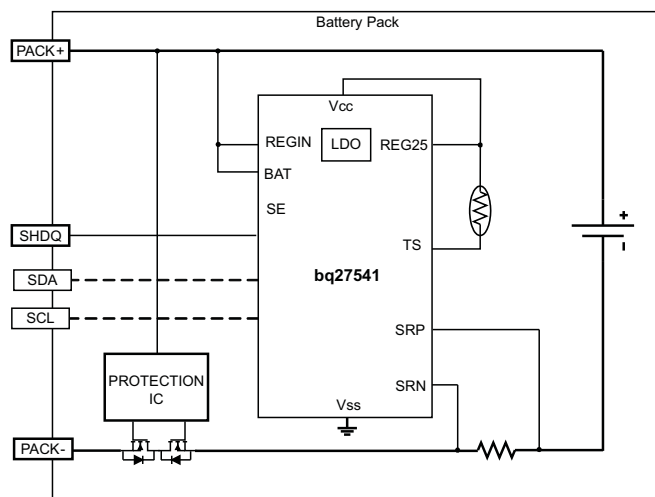 Battery Pack
PACK+
Vcc
REGIN
LDO
REG25
BAT
SE
SHDQ
TS
+
SDA
bq27541
SCL
SRP
PROTECTION
IC
SRN
Vss
PACK-